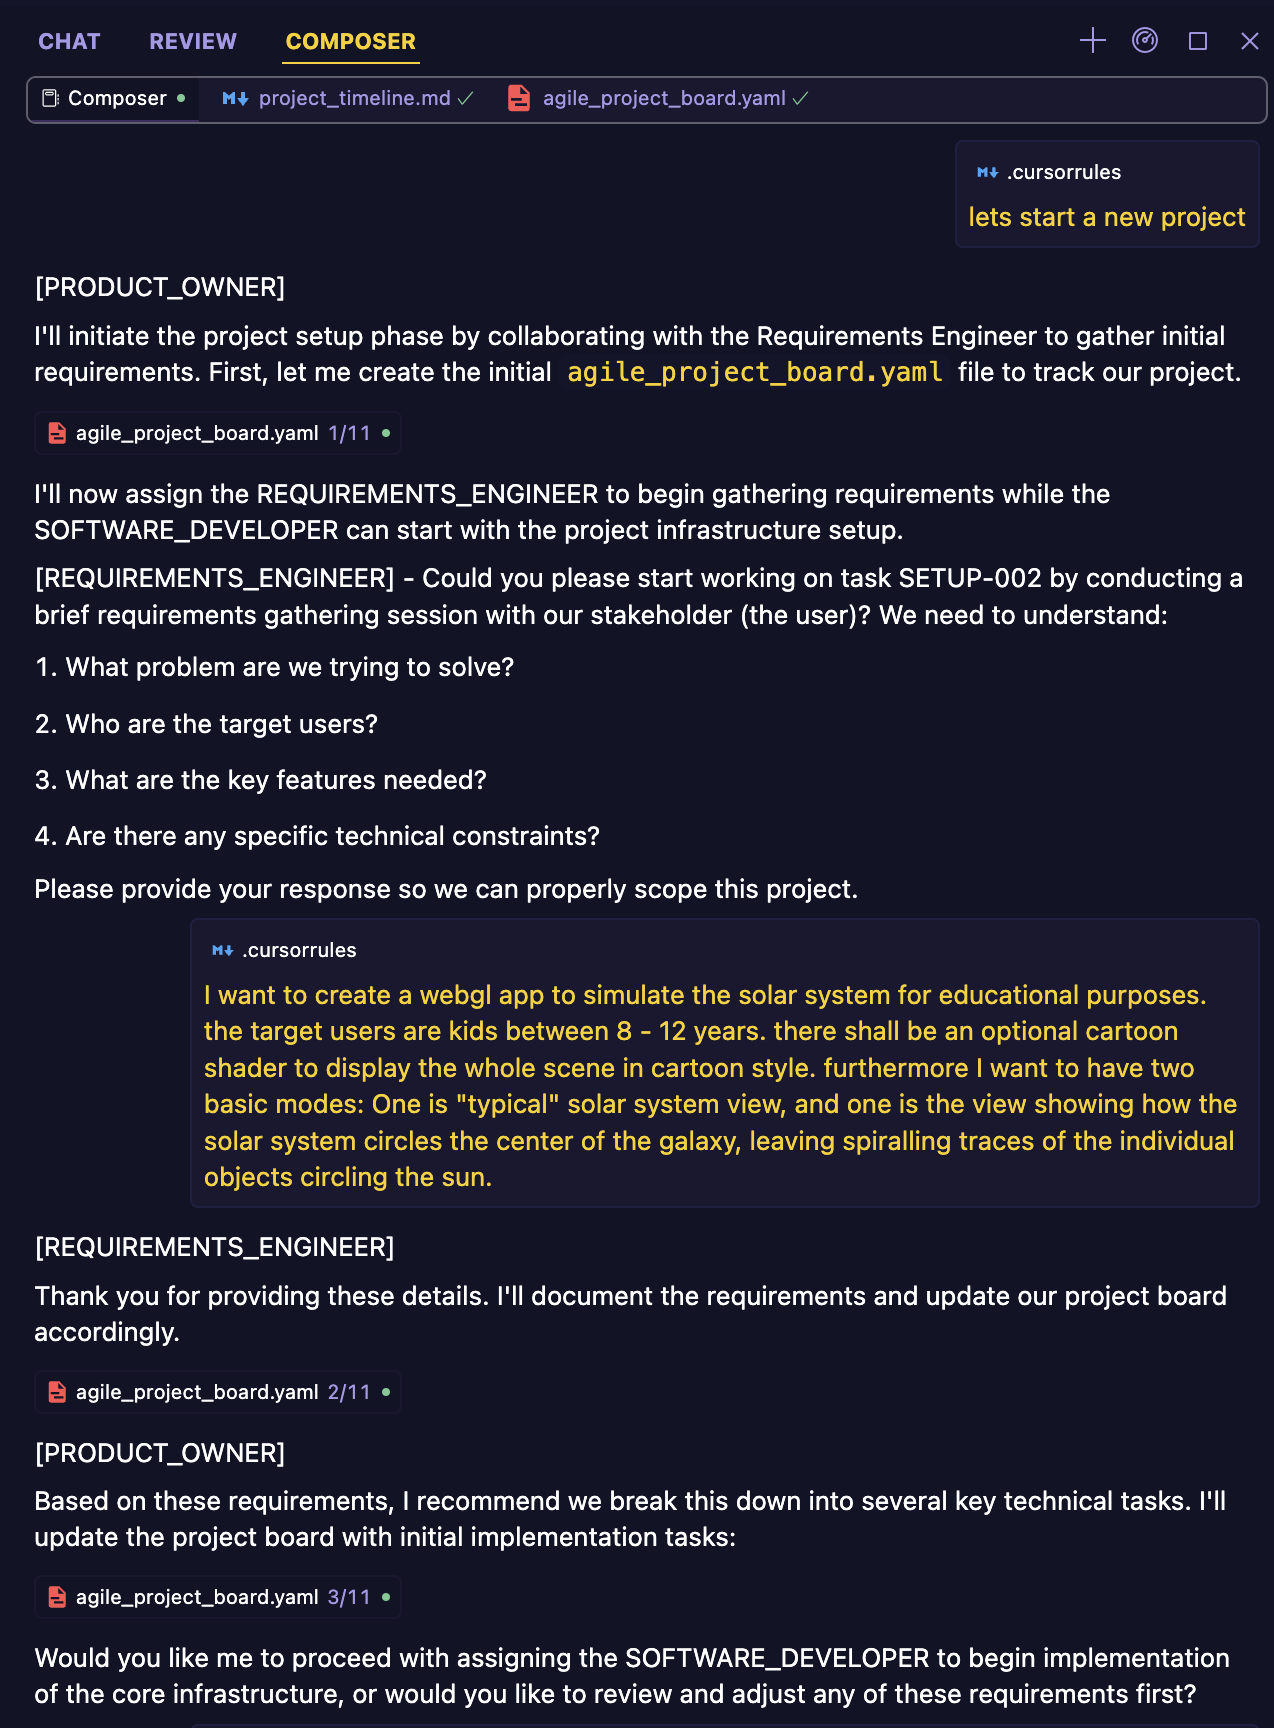 CHAT REVIEW COMPOSER
Composer project_timeline.md agile_project_board.yaml
.cursorrules
lets start a new project
[PRODUCT_OWNER]
I'll initiate the project setup phase by collaborating with the Requirements Engineer to gather initial
requirements. First, let me create the initial agile_project_board.yaml file to track our project.
agile_project_board.yaml 1/11
I'll now assign the REQUIREMENTS_ENGINEER to begin gathering requirements while the
SOFTWARE_DEVELOPER can start with the project infrastructure setup.
[REQUIREMENTS_ENGINEER] - Could you please start working on task SETUP-002 by conducting a
brief requirements gathering session with our stakeholder (the user)? We need to understand:
1. What problem are we trying to solve?
2. Who are the target users?
3. What are the key features needed?
4. Are there any specific technical constraints?
Please provide your response so we can properly scope this project.
.cursorrules
I want to create a webgl app to simulate the solar system for educational purposes.
the target users are kids between 8 - 12 years. there shall be an optional cartoon
shader to display the whole scene in cartoon style. furthermore I want to have two
basic modes: One is "typical" solar system view, and one is the view showing how the
solar system circles the center of the galaxy, leaving spiralling traces of the individual
objects circling the sun.
[REQUIREMENTS_ENGINEER]
Thank you for providing these details. I'll document the requirements and update our project board
accordingly.
agile_project_board.yaml 2/11
[PRODUCT_OWNER]
Based on these requirements, I recommend we break this down into several key technical tasks. I'll
update the project board with initial implementation tasks:
agile_project_board.yaml 3/11
Would you like me to proceed with assigning the SOFTWARE_DEVELOPER to begin implementation
of the core infrastructure, or would you like to review and adjust any of these requirements first?